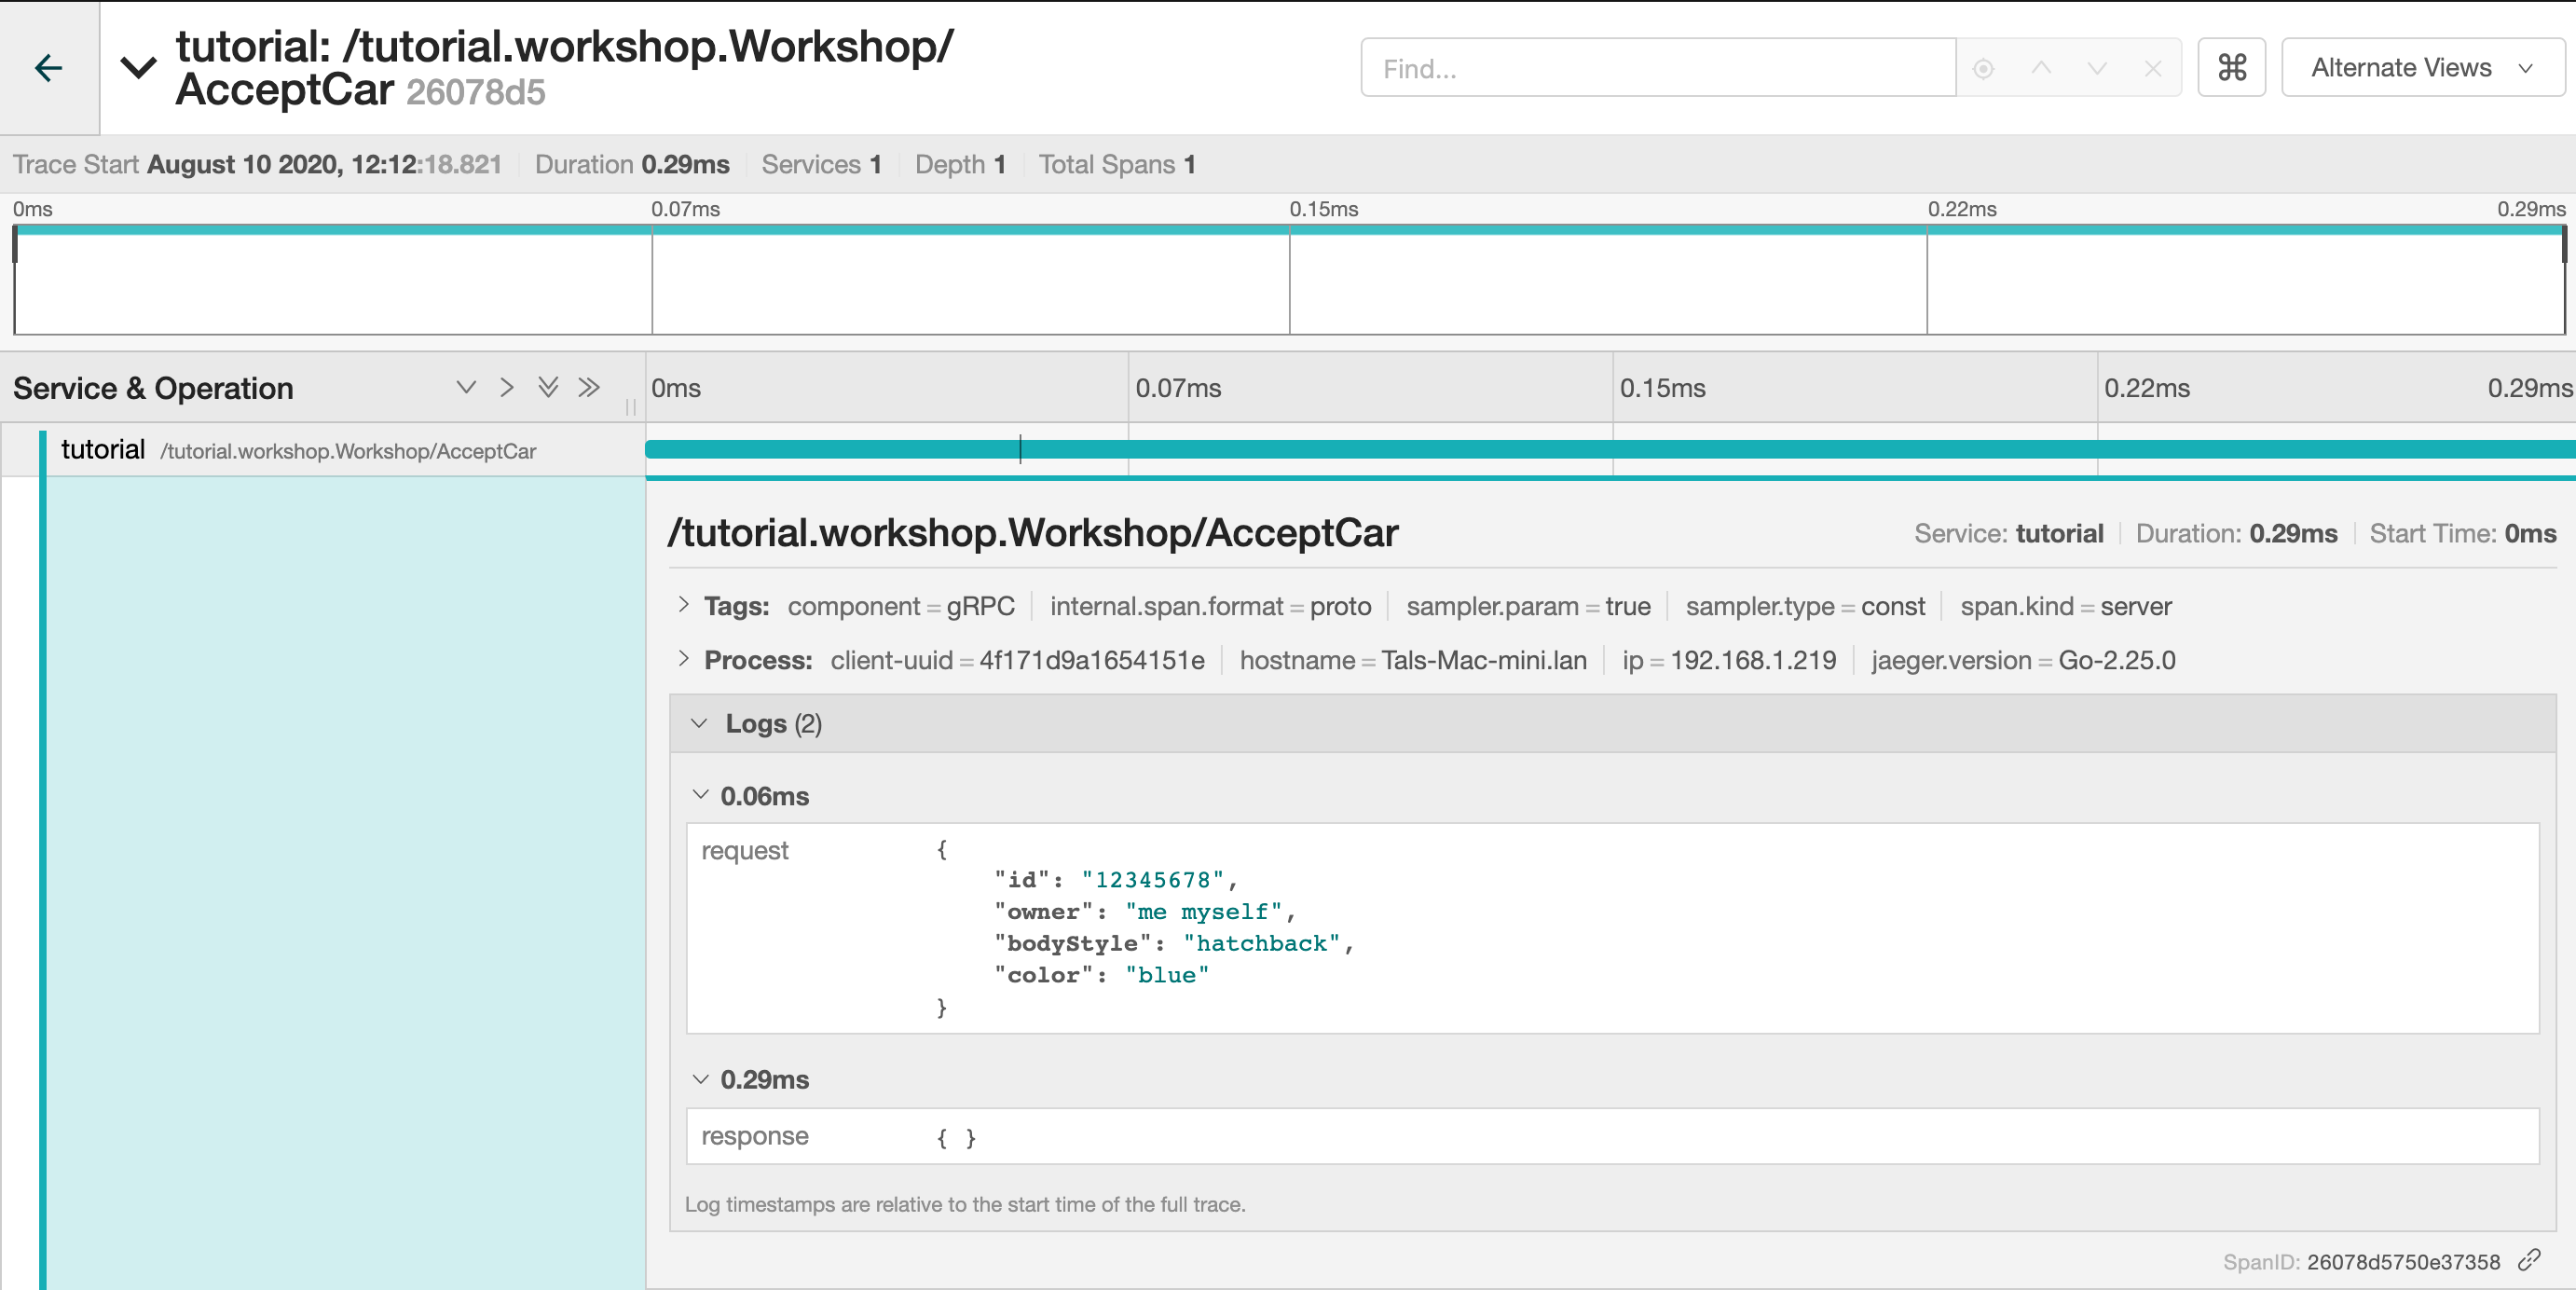 tutorial: /tutorial.workshop.Workshop/
AcceptCar 26078d5
Find...
Alternate Views
Trace Start August 10 2020, 12:12:18.821 Duration 0.29ms Services 1 Depth 1 Total Spans 1
0ms 0.07ms 0.15ms 0.22ms 0.29ms
Service & Operation 0ms 0.07ms 0.15ms 0.22ms 0.29ms
tutorial /tutorial.workshop.Workshop/AcceptCar
/tutorial.workshop.Workshop/AcceptCar Service: tutorial Duration: 0.29ms Start Time: 0ms
Tags: component = gRPC internal.span.format = proto sampler.param = true sampler.type = const span.kind = server
Process: client-uuid = 4f171d9a1654151e hostname = Tals-Mac-mini.lan ip = 192.168.1.219 jaeger.version = Go-2.25.0
Logs (2)
0.06ms
request {
"id": "12345678",
"owner": "me myself",
"bodyStyle": "hatchback",
"color": "blue"
}
0.29ms
response { }
Log timestamps are relative to the start time of the full trace.
SpanID: 26078d5750e37358